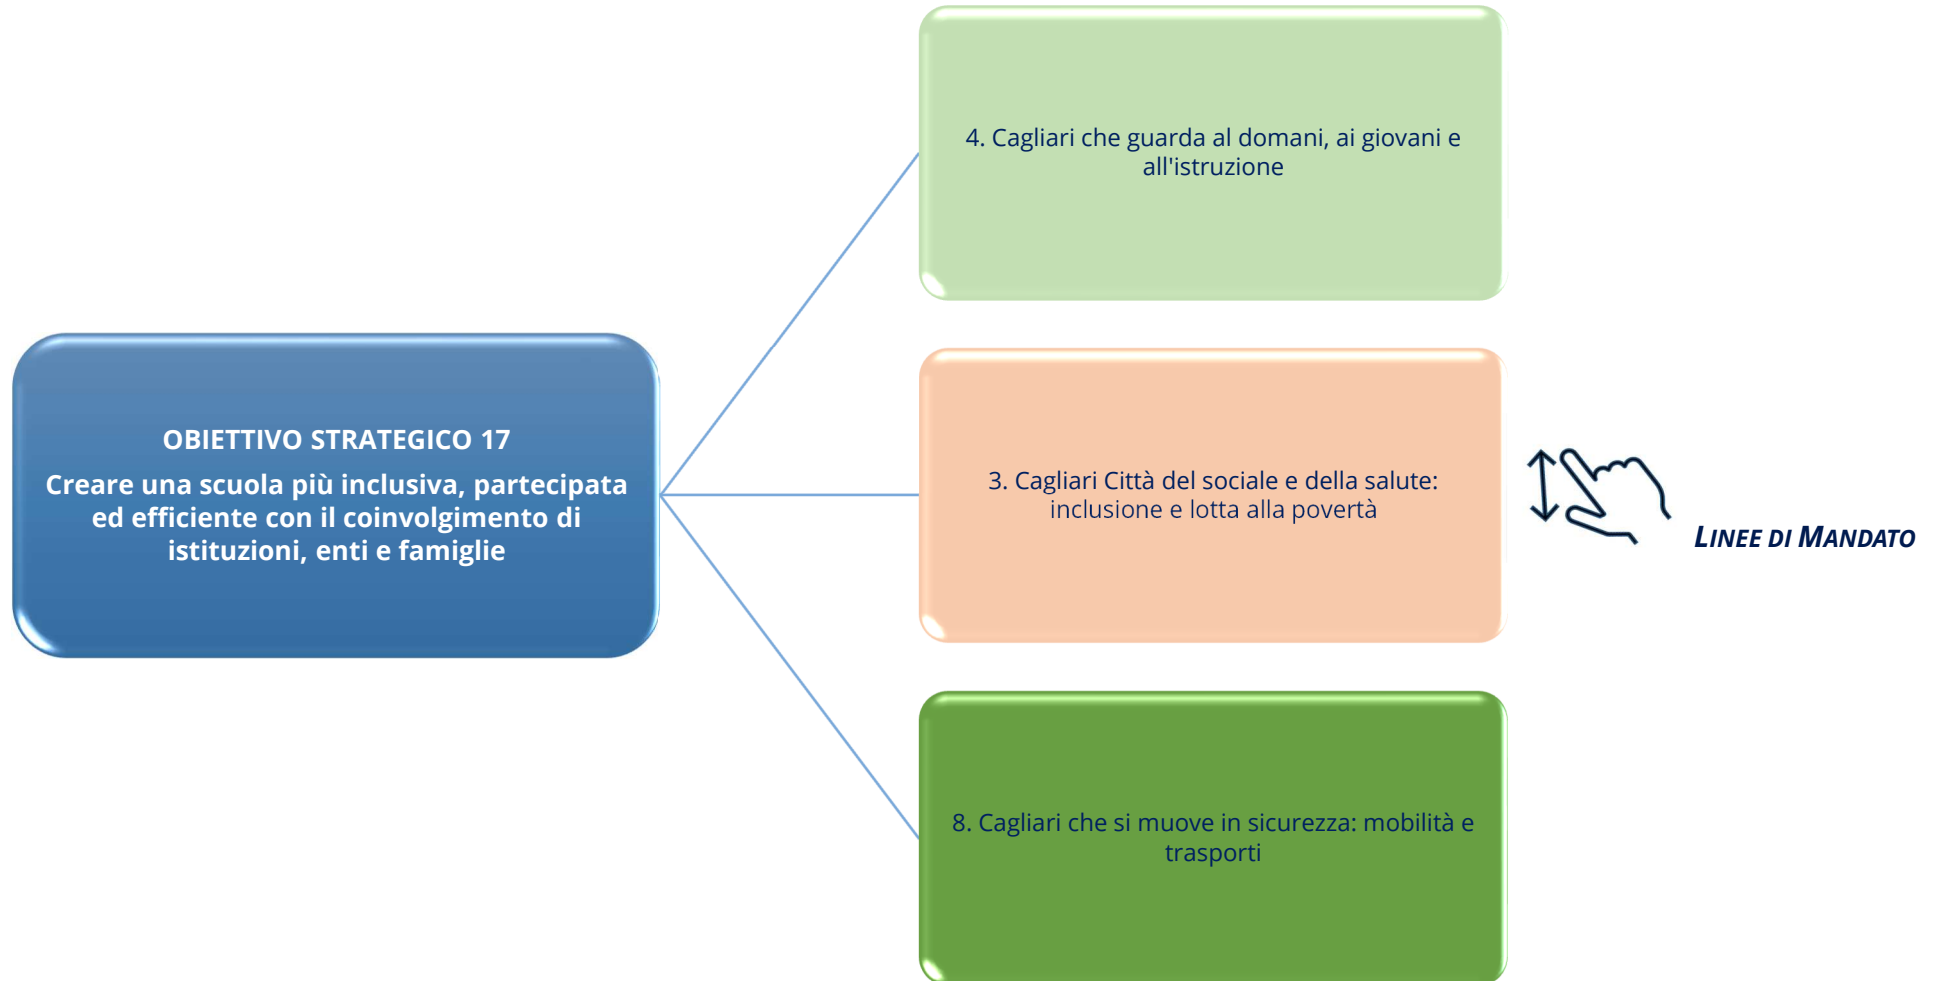 4. Cagliari che guarda al domani, ai giovani e
all'istruzione
OBIETTIVO STRATEGICO 17
Creare una scuola più inclusiva, partecipata
ed efficiente con il coinvolgimento di
istituzioni, enti e famiglie
3. Cagliari Città del sociale e della salute:
inclusione e lotta alla povertà
LINEE DI MANDATO
8. Cagliari che si muove in sicurezza: mobilità e
trasporti